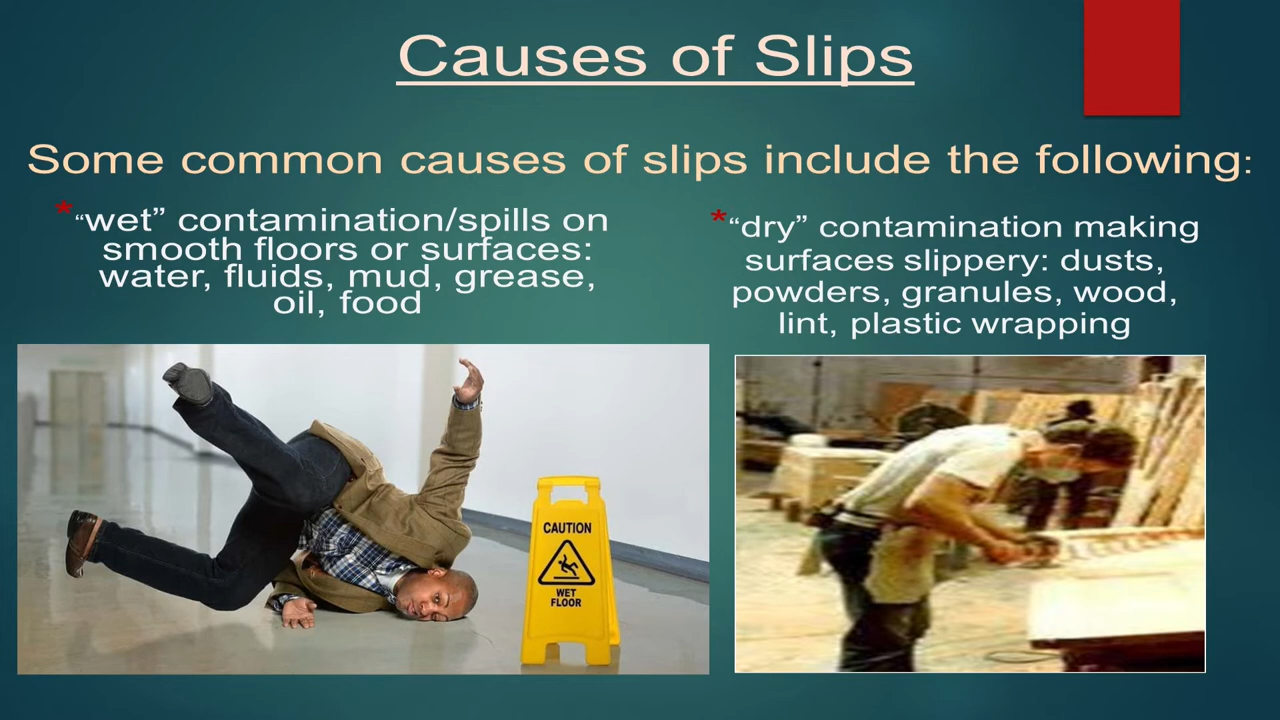 Causes of Slips
Some common causes of slips include the following:
*“wet” contamination/spills on
smooth floors or surfaces:
water, fluids, mud, grease,
oil, food
*“dry” contamination making
surfaces slippery: dusts,
powders, granules, wood,
lint, plastic wrapping
CAUTION
WET
FLOOR